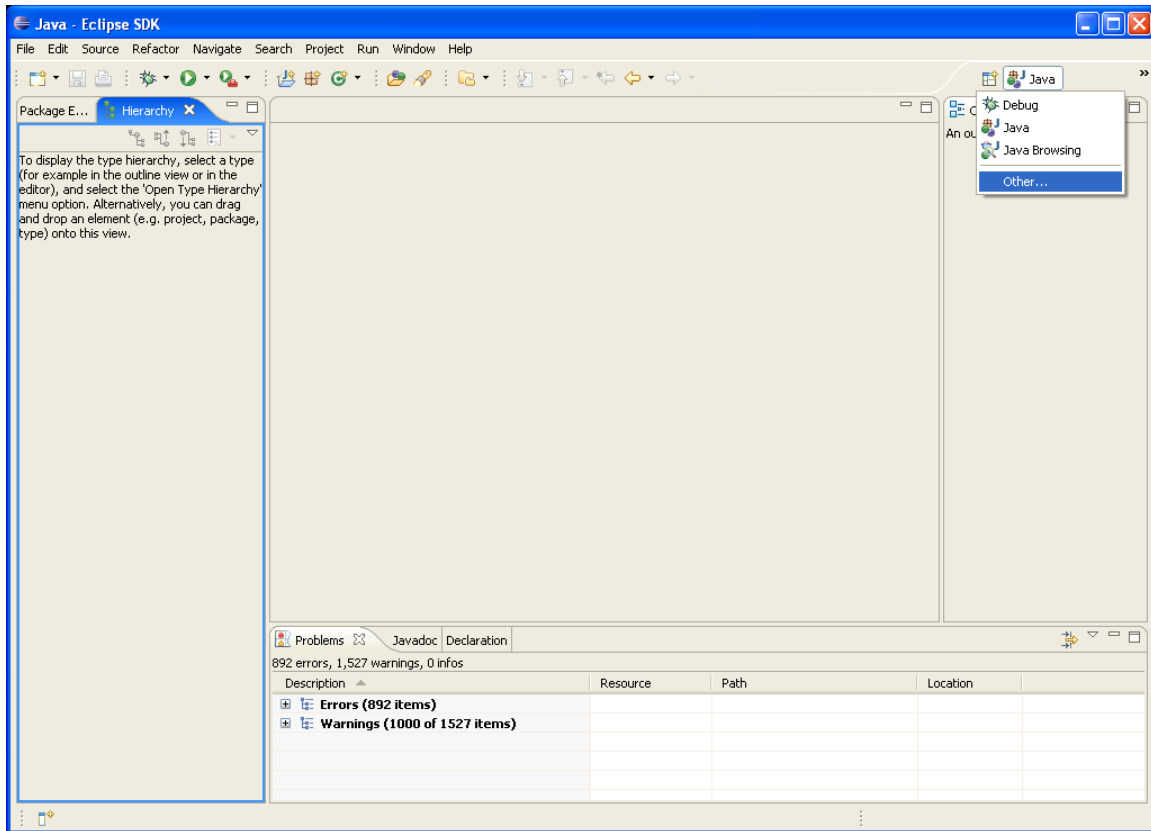 Java - Eclipse SDK
File Edit Source Refactor Navigate Search Project Run Window Help
Java
»
Package E...
Hierarchy
Debug
Java
Java Browsing
Other...
An ou
To display the type hierarchy, select a type
(for example in the outline view or in the
editor), and select the 'Open Type Hierarchy'
menu option. Alternatively, you can drag
and drop an element (e.g. project, package,
type) onto this view.
Problems Javadoc Declaration
892 errors, 1,527 warnings, 0 infos
Description Resource Path Location
Errors (892 items)
Warnings (1000 of 1527 items)